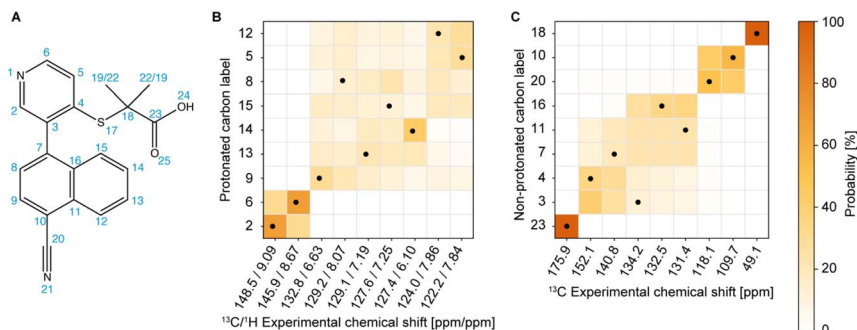 A
B
C
N
1
2
3
4
5
6
S
17
18
19/22
22/19
23
24
OH
O
25
7
8
9
10
11
12
13
14
15
16
20
N
21
Protonated carbon label
12
5
8
15
14
13
9
6
2
148.5 / 9.09
145.9 / 8.67
132.8 / 6.63
129.2 / 8.07
129.1 / 7.19
127.6 / 7.25
127.4 / 6.10
124.0 / 7.86
122.2 / 7.84
¹³C/¹H Experimental chemical shift [ppm/ppm]
Non-protonated carbon label
18
10
20
16
11
7
4
3
23
175.9
152.1
140.8
134.2
132.5
131.4
118.1
109.7
49.1
¹³C Experimental chemical shift [ppm]
100
80
60
40
20
0
Probability [%]